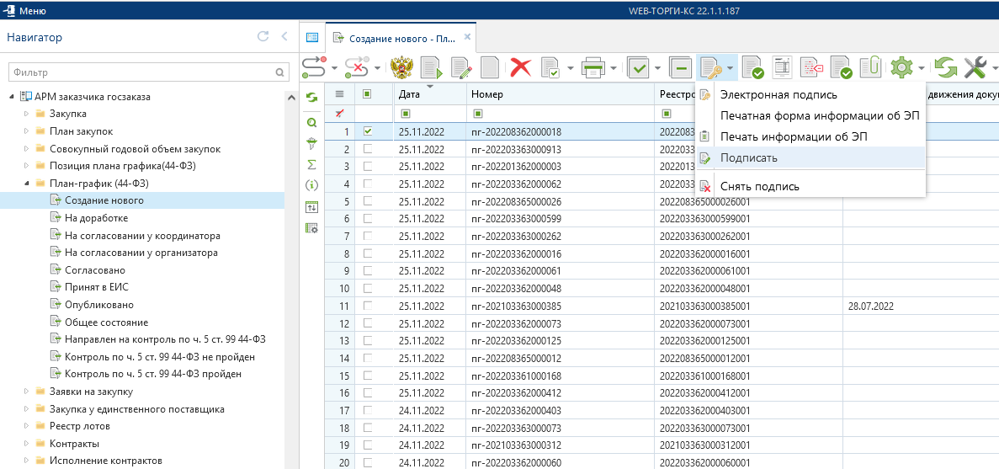 Меню
WEB-ТОРГИ-КС 22.1.1.187
Навигатор
Создание нового - Пл...
Фильтр
АРМ заказчика госзаказа
Закупка
План закупок
Совокупный годовой объем закупок
Позиция плана графика(44-ФЗ)
План-график (44-ФЗ)
Создание нового
На доработке
На согласовании у координатора
На согласовании у организатора
Согласовано
Принят в ЕИС
Опубликовано
Общее состояние
Направлен на контроль по ч. 5 ст. 99 44-ФЗ
Контроль по ч. 5 ст. 99 44-ФЗ не пройден
Контроль по ч. 5 ст. 99 44-ФЗ пройден
Заявки на закупку
Закупка у единственного поставщика
Реестр лотов
Контракты
Исполнение контрактов
Дата Номер Реестро движения доку
1 25.11.2022 пг-202208362000018 2022083
2 25.11.2022 пг-202203363000913 20220336
3 25.11.2022 пг-202201362000003 20220136
4 25.11.2022 пг-202203362000062 20220336
5 25.11.2022 пг-202208365000026 202208365000026001
6 25.11.2022 пг-202203363000599 202203363000599001
7 25.11.2022 пг-202203363000262 202203363000262001
8 25.11.2022 пг-202203362000016 202203362000016001
9 25.11.2022 пг-202203362000061 202203362000061001
10 25.11.2022 пг-202203362000048 202203362000048001
11 25.11.2022 пг-202103363000385 202103363000385001 28.07.2022
12 25.11.2022 пг-202203362000073 202203362000073001
13 25.11.2022 пг-202203362000125 202203362000125001
14 25.11.2022 пг-202208365000012 202208365000012001
15 25.11.2022 пг-202203361000168 202203361000168001
16 25.11.2022 пг-202203362000412 202203362000412001
17 24.11.2022 пг-202203362000403 202203362000403001
18 24.11.2022 пг-202203363000073 202203363000073001
19 24.11.2022 пг-202103363000312 202103363000312001
20 24.11.2022 пг-202203362000060 202203362000060001
Электронная подпись
Печатная форма информации об ЭП
Печать информации об ЭП
Подписать
Снять подпись